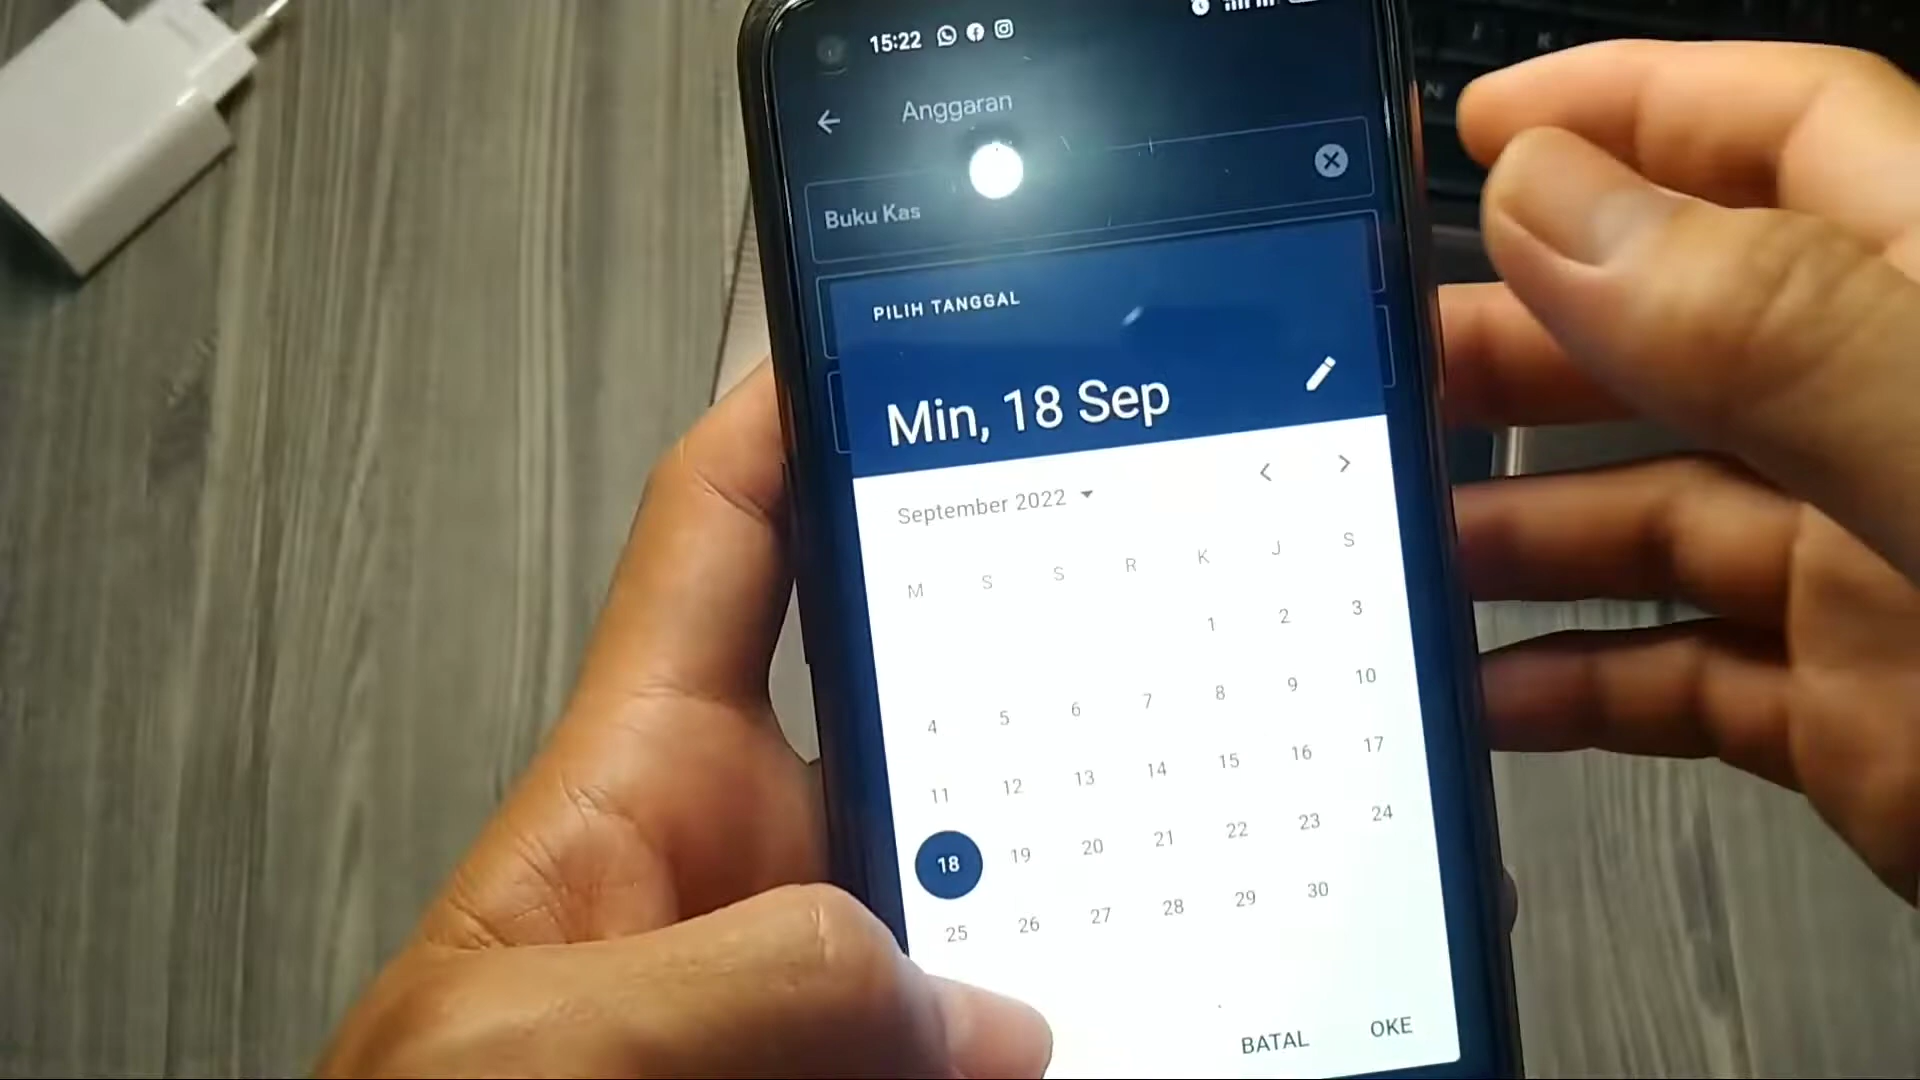 15:22
Anggaran
Buku Kas
PILIH TANGGAL
Min, 18 Sep
September 2022
M S S R K J S
1 2 3
4 5 6 7 8 9 10
11 12 13 14 15 16 17
18 19 20 21 22 23 24
25 26 27 28 29 30
BATAL OKE
N